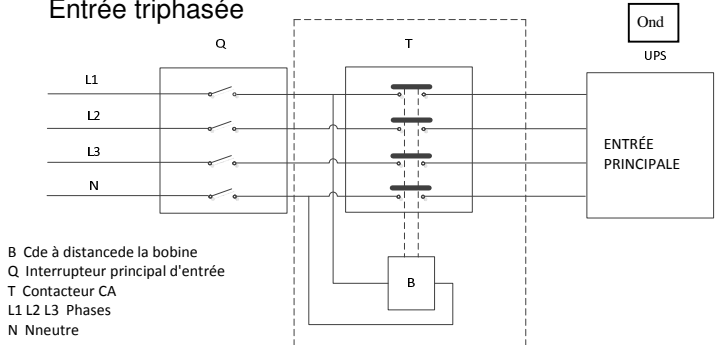 Entrée triphasée
Q
T
Ond
UPS
L1
L2
L3
N
ENTRÉE
PRINCIPALE
B
B Cde à distancede la bobine
Q Interrupteur principal d'entrée
T Contacteur CA
L1 L2 L3 Phases
N Nneutre